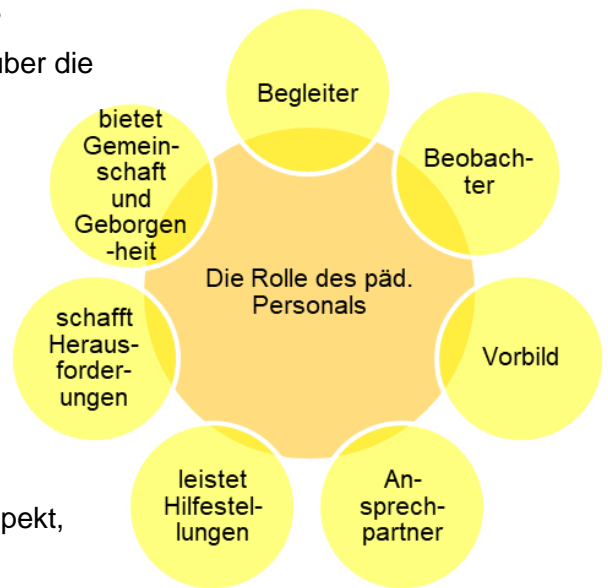 über die
Begleiter
Beobach-
ter
Vorbild
An-
sprech-
partner
leistet
Hilfestel-
lungen
schafft
Heraus-
forder-
ungen
bietet
Gemein-
schaft
und
Geborgen
-heit
Die Rolle des päd.
Personals
pekt,